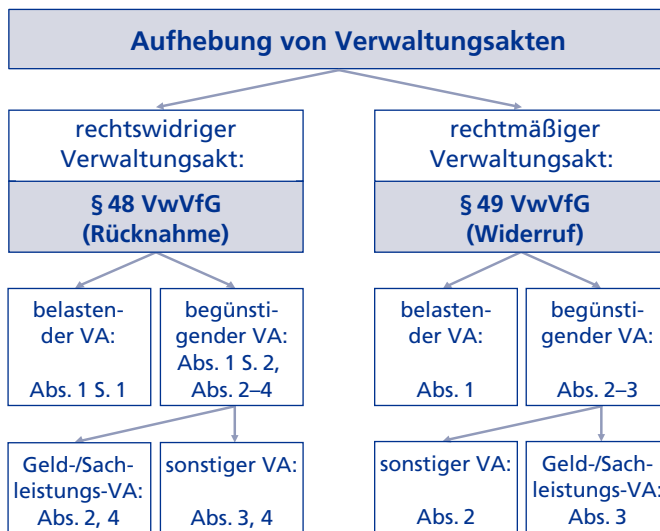 Aufhebung von Verwaltungsakten
rechtswidriger
Verwaltungsakt:
§ 48 VwVfG
(Rücknahme)
belasten-
der VA:
Abs. 1 S. 1
begünsti-
gender VA:
Abs. 1 S. 2,
Abs. 2–4
Geld-/Sach-
leistungs-VA:
Abs. 2, 4
sonstiger VA:
Abs. 3, 4
rechtmäßiger
Verwaltungsakt:
§ 49 VwVfG
(Widerruf)
belasten-
der VA:
Abs. 1
begünsti-
gender VA:
Abs. 2–3
sonstiger VA:
Abs. 2
Geld-/Sach-
leistungs-VA:
Abs. 3